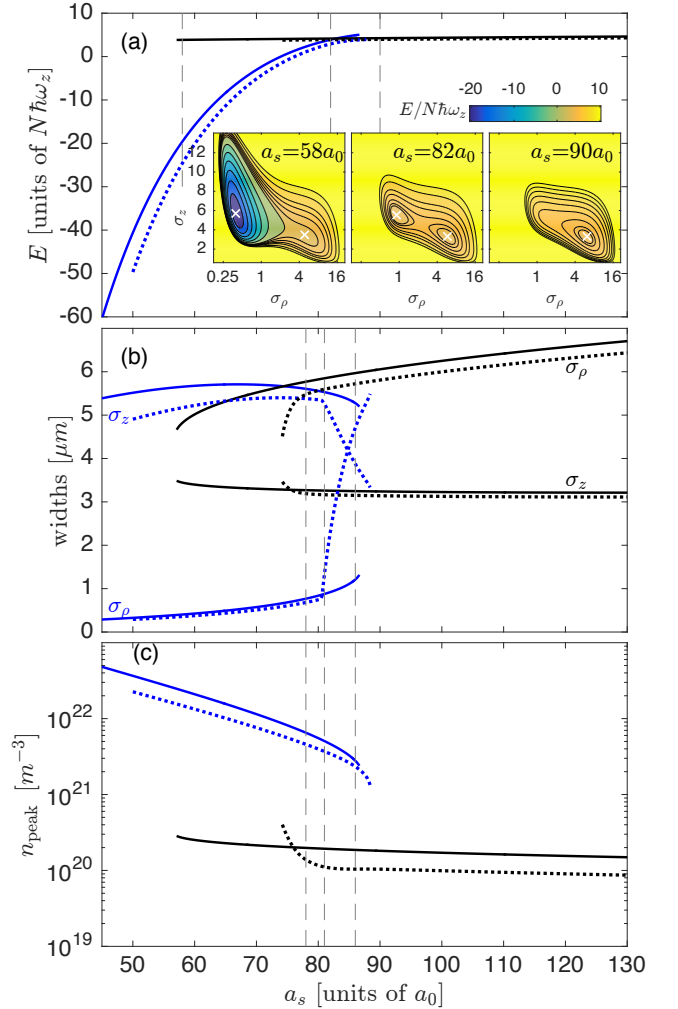 (a)
E [units of Nħω_z]
10
0
-10
-20
-30
-40
-50
-60
E/Nħω_z
-20 -10 0 10
a_s=58a_0
a_s=82a_0
a_s=90a_0
σ_z
12
10
8
6
4
2
0.25 1 4 16
1 4 16
1 4 16
σ_ρ
σ_ρ
σ_ρ
(b)
widths [μm]
6
5
4
3
2
1
0
σ_z
σ_ρ
σ_ρ
σ_z
(c)
n_peak [m^−3]
10^22
10^21
10^20
10^19
50 60 70 80 90 100 110 120 130
a_s [units of a_0]